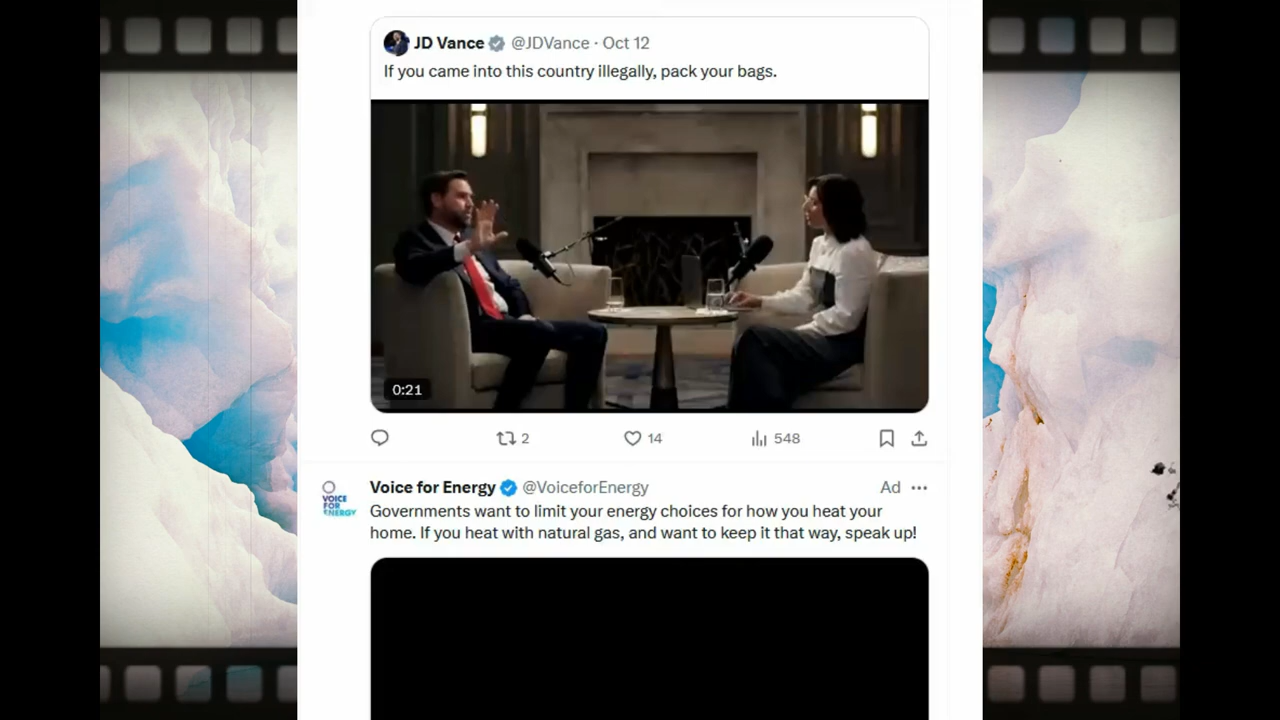 JD Vance @JDVance · Oct 12
If you came into this country illegally, pack your bags.
0:21
2 14 548
Voice for Energy @VoiceforEnergy Ad
VOICE
FOR
ENERGY
Governments want to limit your energy choices for how you heat your
home. If you heat with natural gas, and want to keep it that way, speak up!